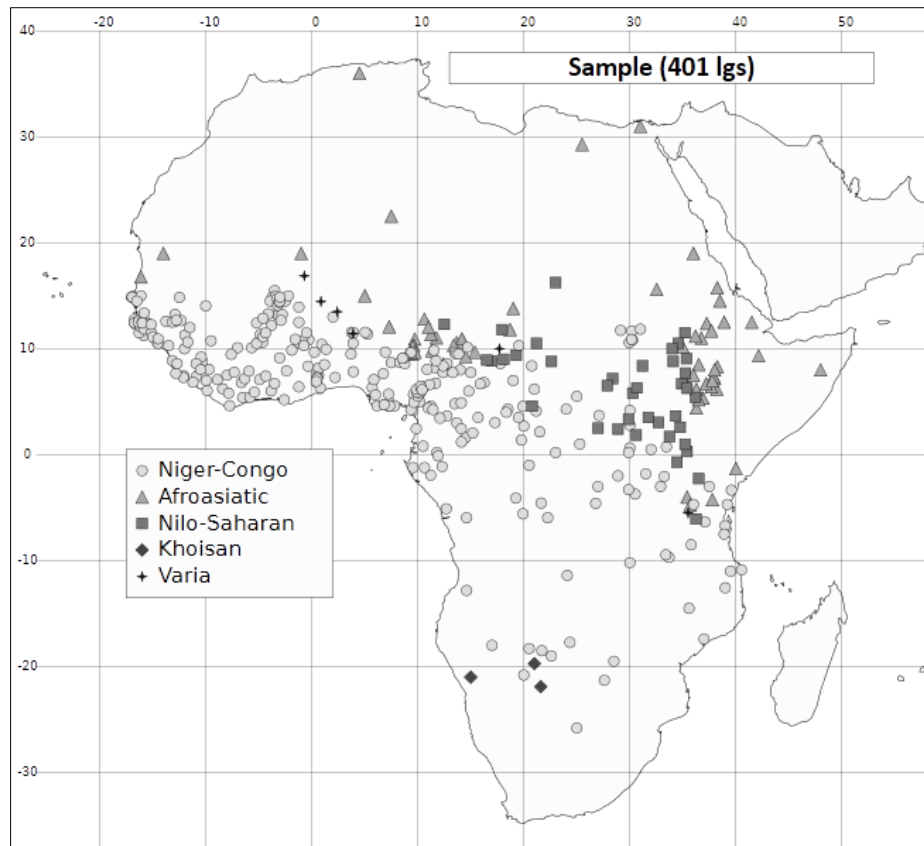 -20 -10 0 10 20 30 40 50
40
Sample (401 lgs)
30
20
10
0
Niger-Congo
Afroasiatic
Nilo-Saharan
Khoisan
Varia
-10
-20
-30